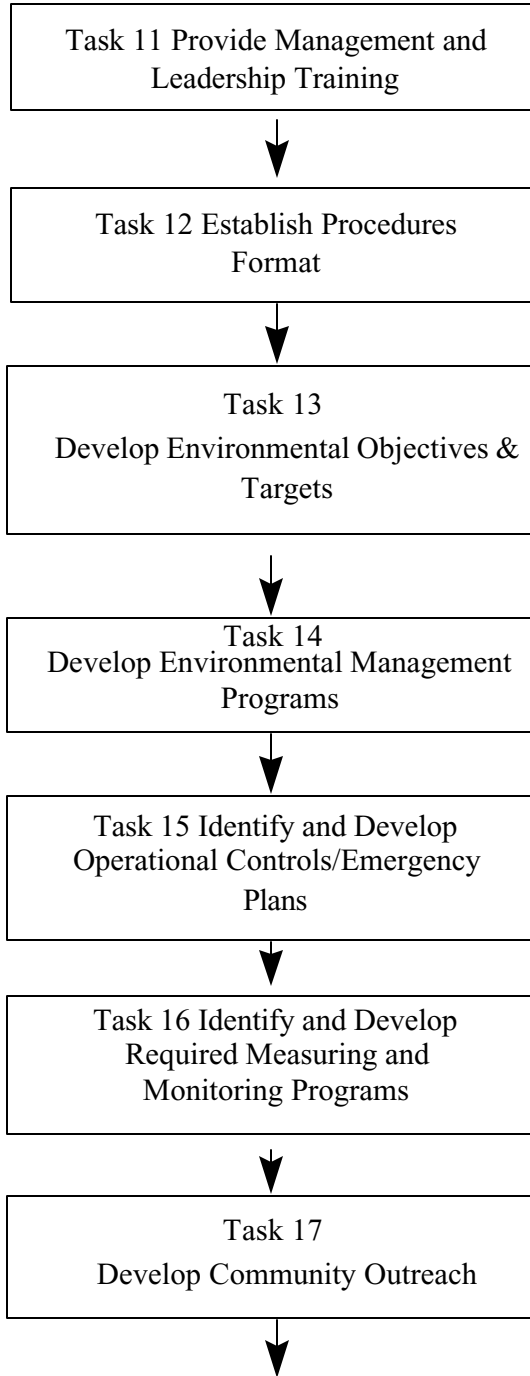 Task 11 Provide Management and
Leadership Training
Task 12 Establish Procedures
Format
Task 13
Develop Environmental Objectives &
Targets
Task 14
Develop Environmental Management
Programs
Task 15 Identify and Develop
Operational Controls/Emergency
Plans
Task 16 Identify and Develop
Required Measuring and
Monitoring Programs
Task 17
Develop Community Outreach